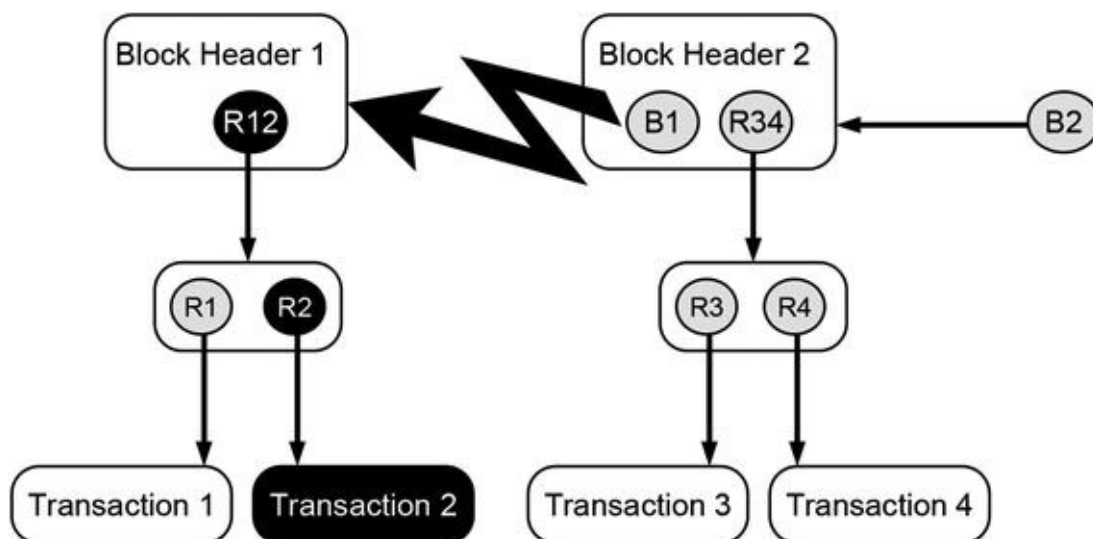 Block Header 1
Block Header 2
R12
B1
R34
B2
R1
R2
R3
R4
Transaction 1
Transaction 2
Transaction 3
Transaction 4